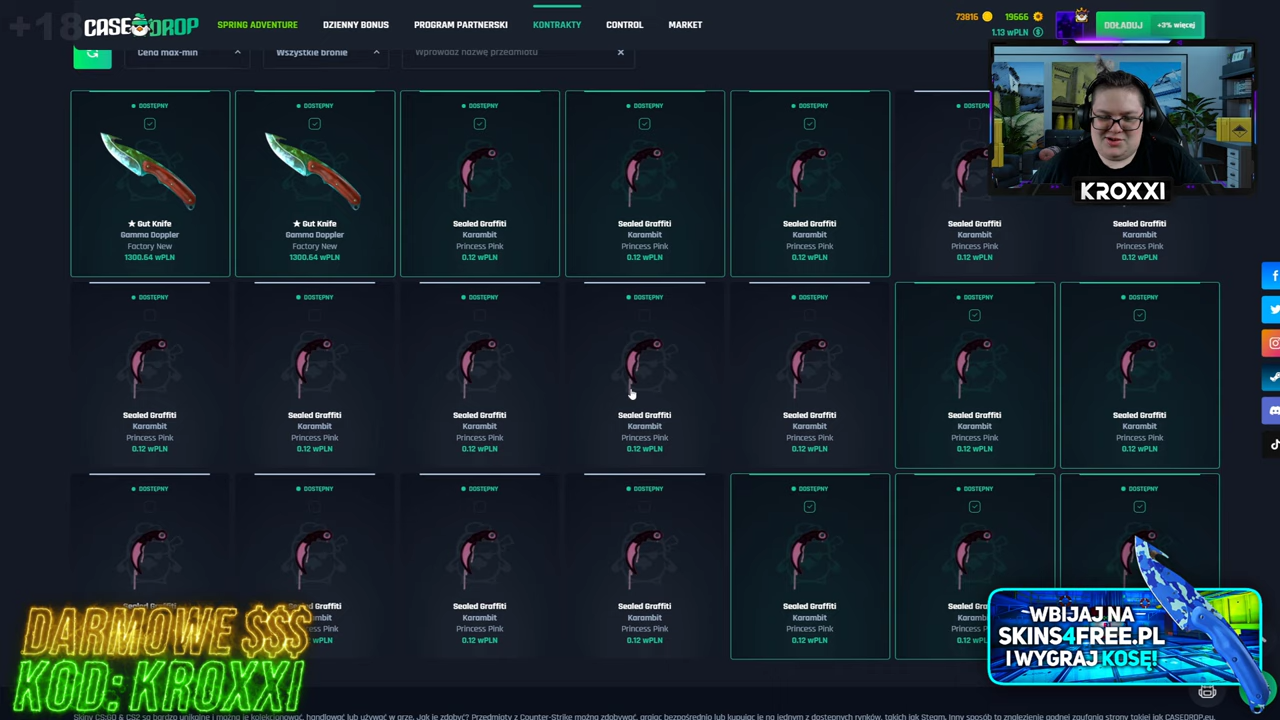 +18
CASEDROP
SPRING ADVENTURE
DZIENNY BONUS
PROGRAM PARTNERSKI
KONTRAKTY
CONTROL
MARKET
73816
19666
1.13 wPLN
DOŁADUJ
+3% więcej
Cena max-min
Wszystkie bronie
Wprowadź nazwę przedmiotu
KROXXI
DOSTĘPNY
★ Gut Knife
Gamma Doppler
Factory New
1300.64 wPLN
DOSTĘPNY
★ Gut Knife
Gamma Doppler
Factory New
1300.64 wPLN
DOSTĘPNY
Sealed Graffiti
Karambit
Princess Pink
0.12 wPLN
DOSTĘPNY
Sealed Graffiti
Karambit
Princess Pink
0.12 wPLN
DOSTĘPNY
Sealed Graffiti
Karambit
Princess Pink
0.12 wPLN
Sealed Graffiti
Karambit
Princess Pink
0.12 wPLN
Sealed Graffiti
Karambit
Princess Pink
0.12 wPLN
DOSTĘPNY
Sealed Graffiti
Karambit
Princess Pink
0.12 wPLN
DOSTĘPNY
Sealed Graffiti
Karambit
Princess Pink
0.12 wPLN
DOSTĘPNY
Sealed Graffiti
Karambit
Princess Pink
0.12 wPLN
DOSTĘPNY
Sealed Graffiti
Karambit
Princess Pink
0.12 wPLN
DOSTĘPNY
Sealed Graffiti
Karambit
Princess Pink
0.12 wPLN
DOSTĘPNY
Sealed Graffiti
Karambit
Princess Pink
0.12 wPLN
DOSTĘPNY
Sealed Graffiti
Karambit
Princess Pink
0.12 wPLN
DOSTĘPNY
DOSTĘPNY
DOSTĘPNY
Sealed Graffiti
Karambit
Princess Pink
0.12 wPLN
DOSTĘPNY
Sealed Graffiti
Karambit
Princess Pink
0.12 wPLN
DOSTĘPNY
Sealed Graffiti
Karambit
Princess Pink
0.12 wPLN
DOSTĘPNY
DOSTĘPNY
DARMOWE $$$
KOD: KROXXI
WBIJAJ NA
SKINS4FREE.PL
I WYGRAJ KOSĘ!